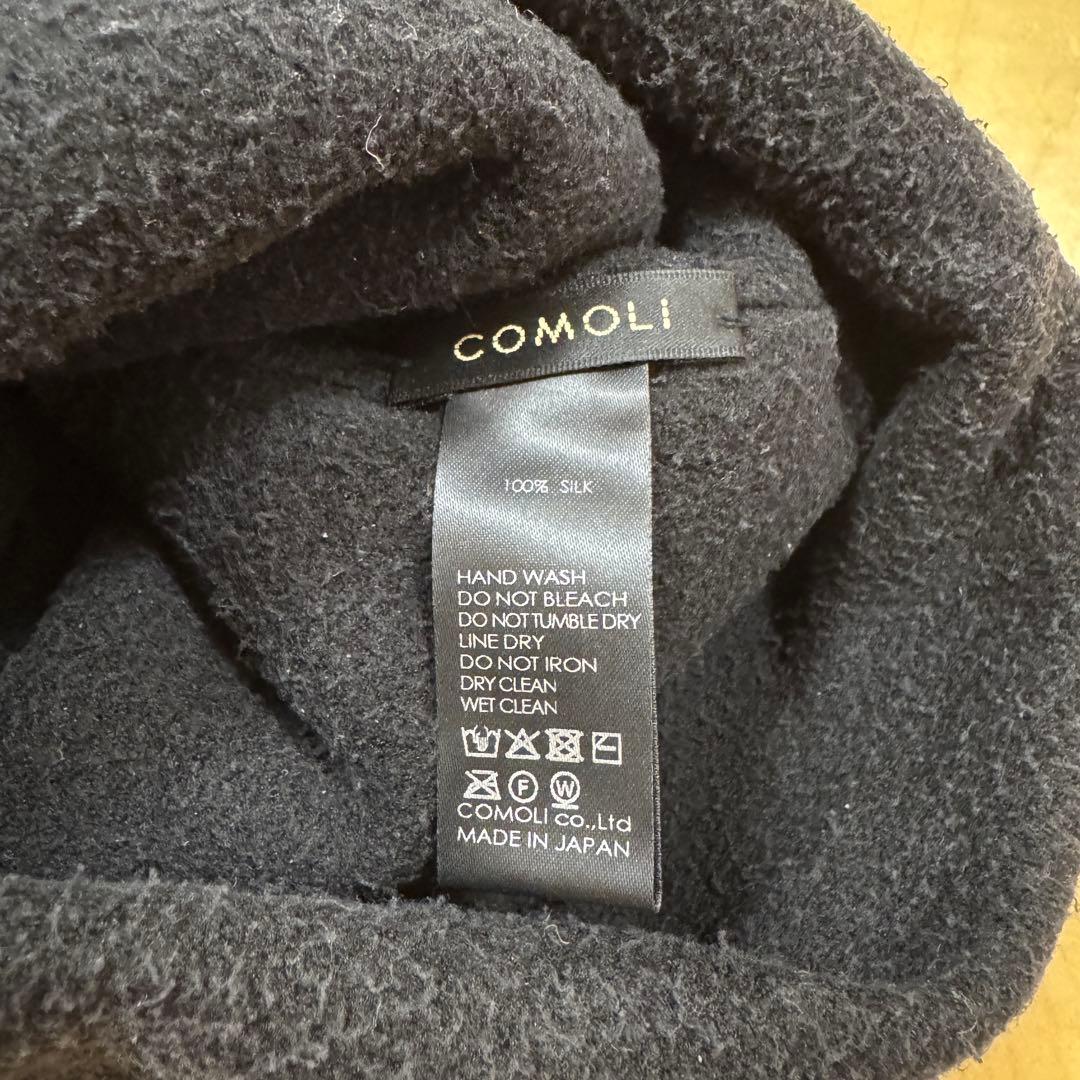 COMOLI
100% SILK
HAND WASH
DO NOT BLEACH
DO NOT TUMBLE DRY
LINE DRY
DO NOT IRON
DRY CLEAN
WET CLEAN
F W
COMOLI co.,Ltd
MADE IN JAPAN